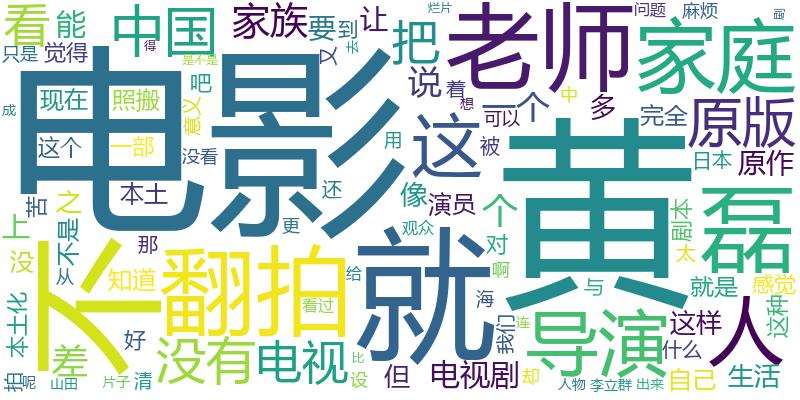 看 能 中国 家族 要 到 让 烂片 问题 麻烦 的
只是 觉得 是不是 吧 又 去 把 说 着 老师 家庭
成 现在 照搬 意义 想 一个 中 多 完全 原版
电影 这 可以
这个 一部 没看 用 被 日本 原作
苦 之 本土 还 像 演员 黄 磊
上 不是 那 更 观众 个 剧本
没 不 知道 翻拍 给 就 对 啊 太 就是 感觉
本土化 看过 海 与 这种
差 好 没有 电视 连 我们 导演 这样 人
拍 呢 山田 片子 清 设 比 但 电视剧 却 什么 自己 生活
人物 李立群 出来
得